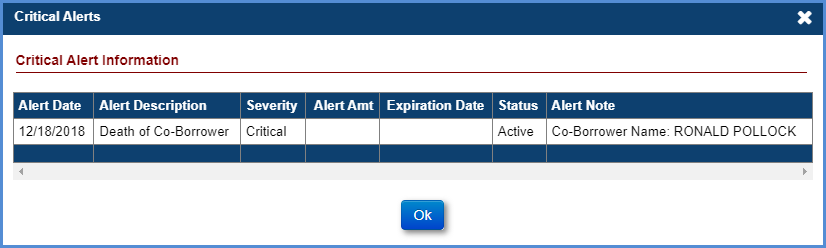 Critical Alerts
Critical Alert Information
Alert Date Alert Description Severity Alert Amt Expiration Date Status Alert Note
12/18/2018 Death of Co-Borrower Critical Active Co-Borrower Name: RONALD POLLOCK
Ok